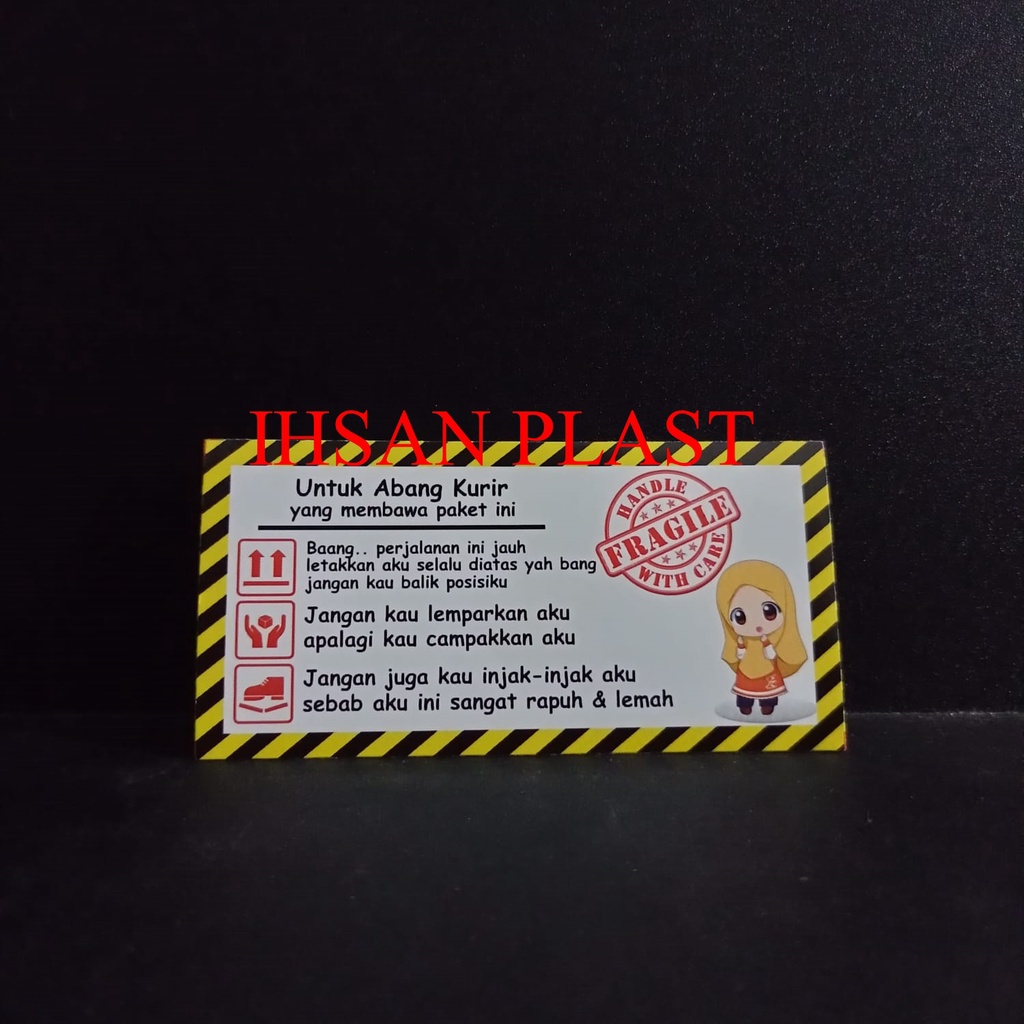 IHSAN PLAST
Untuk Abang Kurir
yang membawa paket ini
HANDLE
FRAGILE
WITH CARE
Baang.. perjalanan ini jauh
letakkan aku selalu diatas yah bang
jangan kau balik posisiku
Jangan kau lemparkan aku
apalagi kau campakkan aku
Jangan juga kau injak-injak aku
sebab aku ini sangat rapuh & lemah